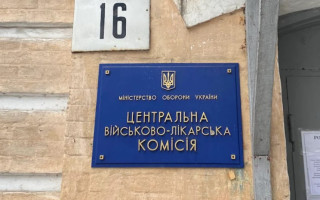 16
МІНІСТЕРСТВО ОБОРОНИ УКРАЇНИ
ЦЕНТРАЛЬНА
ВІЙСЬКОВО-ЛІКАРСЬКА
КОМІСІЯ